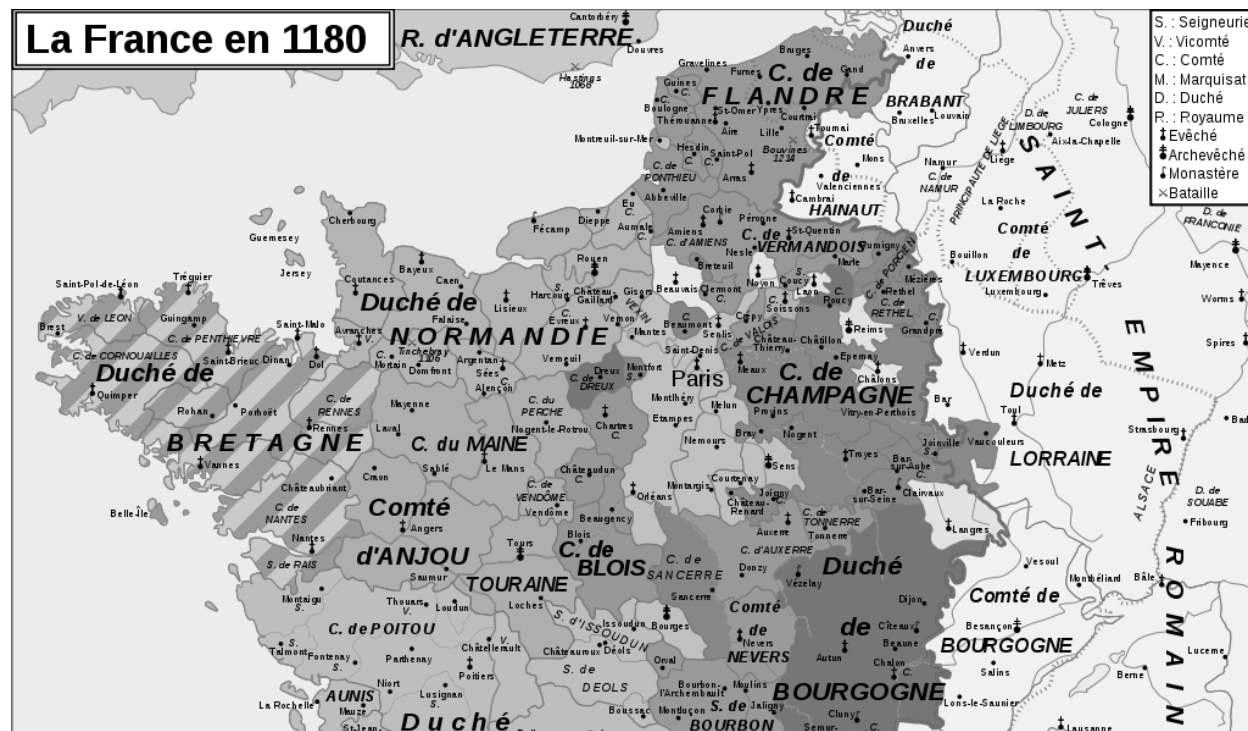 La France en 1180
S. : Seigneurie
V. : Vicomté
C. : Comté
M. : Marquisat
D. : Duché
R. : Royaume
Evêché
Archevêché
Monastère
Bataille
R. d'ANGLETERRE
Cantorbéry
Douvres
Hastings
1066
Duché
de
BRABANT
Anvers
Bruxelles
Louvain
Bruges
Gravelines
Furnes
Gand
C. de
FLANDRE
Guines
C.
C.
Boulogne
Thérouanne
St-Omer
Ypres
Courtrai
Aire
Lille
Tournai
Bouvines
1214
Montreuil-sur-Mer
Hesdin
C.
C.
Saint-Pol
Arras
C. de
PONTHIEU
Abbeville
Comté
de
HAINAUT
Mons
Valenciennes
Cambrai
Namur
C. de
NAMUR
PRINCIPAUTE DE LIEGE
Liège
D. de
LIMBOURG
C. de
JULIERS
Cologne
Aix-la-Chapelle
La Roche
Comté
de
LUXEMBOURG
Bouillon
Luxembourg
Trêves
SAINT
EMPIRE
ROMAIN
D. de
FRANCONIE
Mayence
Worms
Spires
Cherbourg
Guernesey
Jersey
Eu
C.
Aumale
C.
Dieppe
Fécamp
Corbie
Amiens
C. d'AMIENS
Péronne
C. de
VERMANDOIS
St-Quentin
Nesle
Marle
Rumigny
C. de PORCIEN
Mézières
Rethel
C. de
RETHEL
Grandpré
Breteuil
Beauvais
Clermont
C.
Noyon
S.
Coucy
Laon
C.
Roucy
C.
Soissons
Reims
Rouen
Bayeux
Coutances
Caen
Lisieux
S.
Harcourt
C.
Evreux
Château-
Gaillard
Gisors
Vernon
VEXIN
Mantes
C.
Beaumont
Senlis
Crépy
C. de VALOIS
Duché de
NORMANDIE
Falaise
Avranches
V.
C.
Mortain
Tinchebray
1106
Domfront
Argentan
Sées
C.
Alençon
Verneuil
Saint-Pol-de-Léon
Tréguier
Brest
V. de LEON
Guingamp
C. de PENTHIEVRE
Saint-Malo
C. de CORNOUAILLES
Saint-Brieuc
Dinan
Dol
Duché de
BRETAGNE
Quimper
Rohan
Porhoët
C. de
RENNES
Rennes
Vannes
Châteaubriant
C. de
NANTES
Nantes
S. de RAIS
Belle-Île
C. de
DREUX
Dreux
Montfort
S.
Saint-Denis
Paris
Meaux
Château-
Thierry
Châtillon
Epernay
Châlons
C. de
CHAMPAGNE
Vitry-en-Perthois
Mayenne
Laval
C. du MAINE
C. du
PERCHE
Nogent-le-Rotrou
Chartres
C.
Montlhéry
Etampes
Melun
Nemours
Provins
Bray
Nogent
Sens
Troyes
Joinville
S.
Bar-
sur-Aube
C.
Clairvaux
Bar-
sur-Seine
Vaucouleurs
Bar
Verdun
Metz
Toul
Duché de
LORRAINE
Strasbourg
Bad
ALSACE
D. de
SOUABE
Fribourg
Craon
Sablé
Le Mans
Châteaudun
C.
C. de
VENDÔME
Vendôme
Orléans
Montargis
Courtenay
Château-
Renard
Joigny
C.
Beaugency
Auxerre
C. de
TONNERRE
Tonnerre
Langres
Comté
d'ANJOU
Angers
Tours
Blois
C. de
BLOIS
C. de
SANCERRE
Sancerre
C. d'AUXERRE
Donzy
Vézelay
Duché
de
BOURGOGNE
Dijon
Vesoul
Montbéliard
Bâle
Comté de
BOURGOGNE
Besançon
Salins
Saumur
TOURAINE
Loches
Montaigu
S.
Thouars
V.
Loudun
C. de POITOU
S. d'ISSOUDUN
Issoudun
Bourges
Châteauroux
Déols
S. de
DEOLS
Comté
de
NEVERS
Nevers
Autun
Cîteaux
Beaune
Chalon
C.
Lucerne
Berne
Lausanne
Lons-le-Saunier
S.
Talmont
Fontenay
S.
Parthenay
V.
Châtellerault
Poitiers
Niort
Lusignan
S.
AUNIS
Mauze
La Rochelle
St-Jean-
Duché
Orval
Bourbon-
l'Archembault
Moulins
S. de
BOURBON
Jaligny
Boussac
Montluçon
Cluny
Semur-
C.